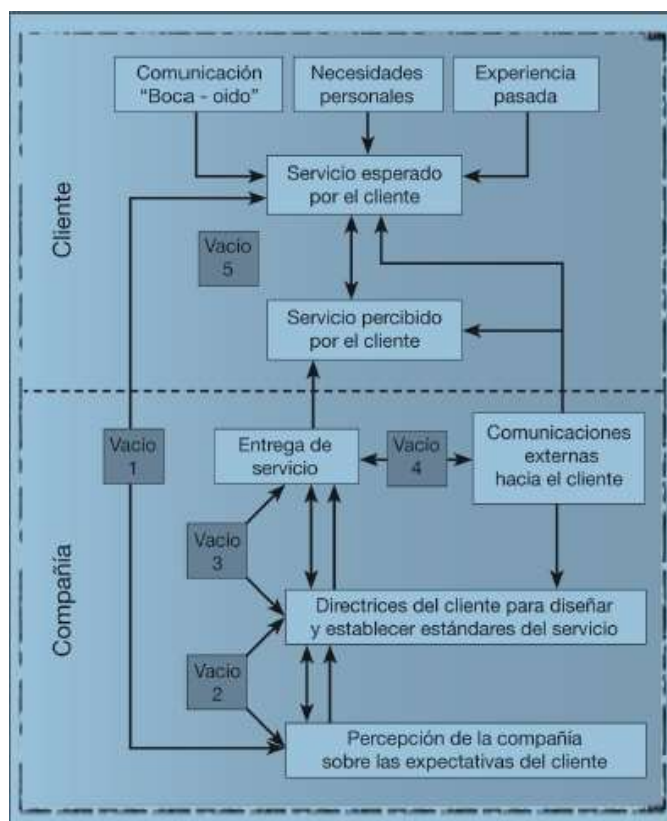 Cliente
Comunicación
"Boca - oido"
Necesidades
personales
Experiencia
pasada
Servicio esperado
por el cliente
Vacio
5
Servicio percibido
por el cliente
Compañía
Vacio
1
Entrega de
servicio
Vacio
4
Comunicaciones
externas
hacia el cliente
Vacio
3
Directrices del cliente para diseñar
y establecer estándares del servicio
Vacio
2
Percepción de la compañía
sobre las expectativas del cliente